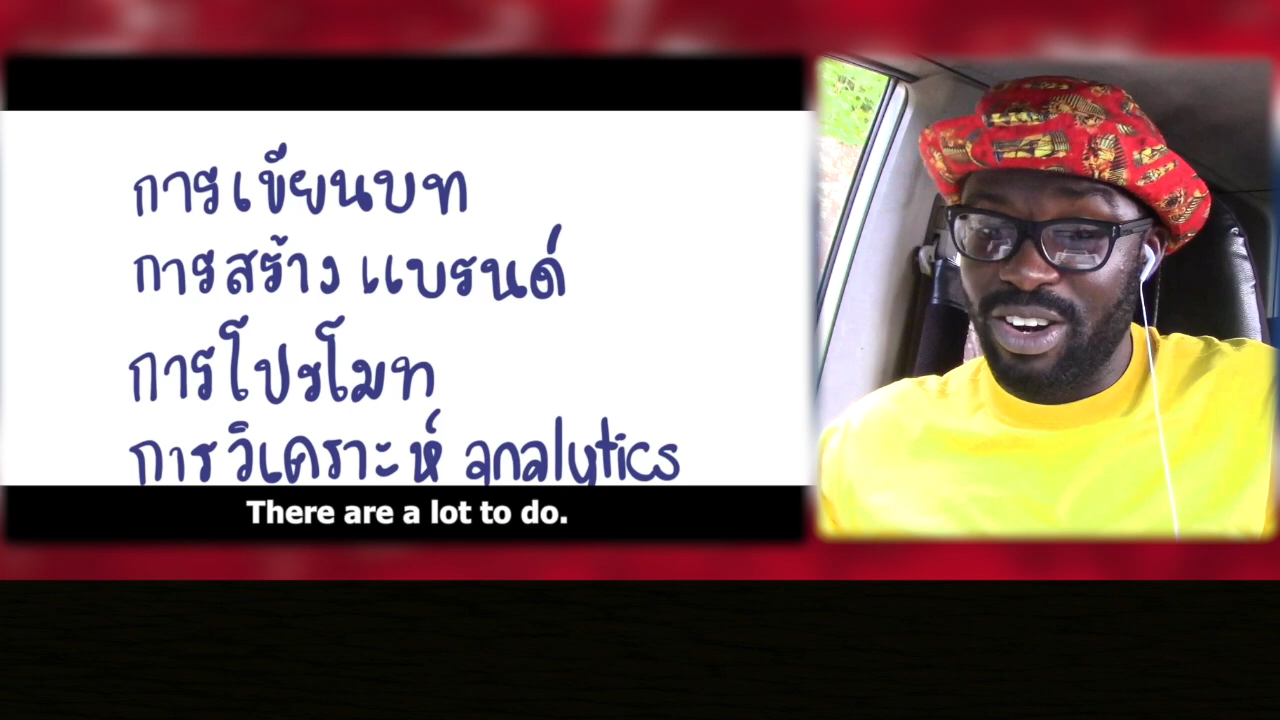 การเขียนบท
การสร้าง แบรนด์
การโปรโมท
การวิเคราะห์ analytics
There are a lot to do.